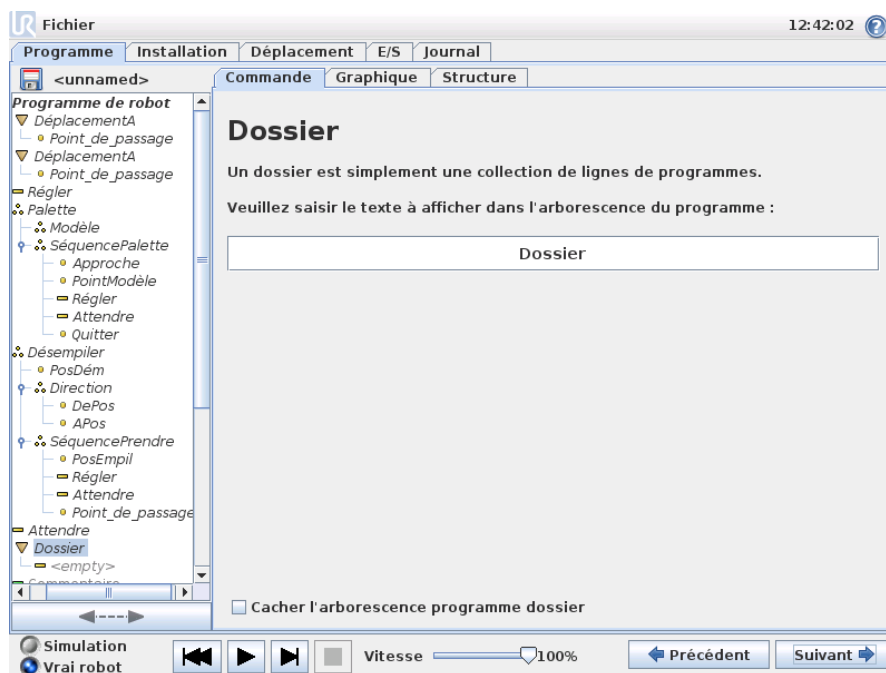 UR Fichier 12:42:02 ?
Programme Installation Déplacement E/S Journal
<unnamed> Commande Graphique Structure
Programme de robot
DéplacementA
Point_de_passage
DéplacementA
Point_de_passage
Régler
Palette
Modèle
SéquencePalette
Approche
PointModèle
Régler
Attendre
Quitter
Désempiler
PosDém
Direction
DePos
APos
SéquencePrendre
PosEmpil
Régler
Attendre
Point_de_passage
Attendre
Dossier
<empty>
Commentaire
Dossier
Un dossier est simplement une collection de lignes de programmes.
Veuillez saisir le texte à afficher dans l'arborescence du programme :
Dossier
Cacher l'arborescence programme dossier
Simulation
Vrai robot
Vitesse 100%
Précédent Suivant